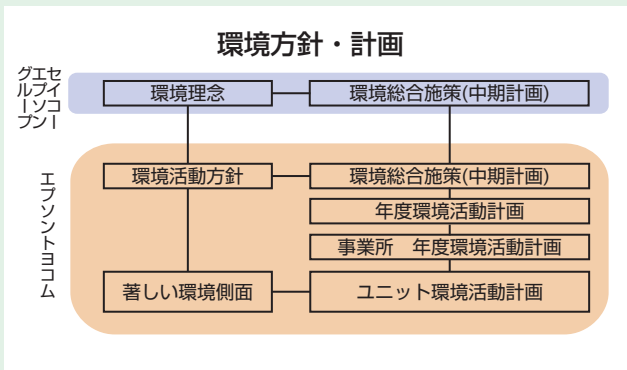 環境方針・計画
セイコー
エプソン
グループ
環境理念
環境総合施策(中期計画)
エプソントヨコム
環境活動方針
環境総合施策(中期計画)
年度環境活動計画
事業所　年度環境活動計画
著しい環境側面
ユニット環境活動計画